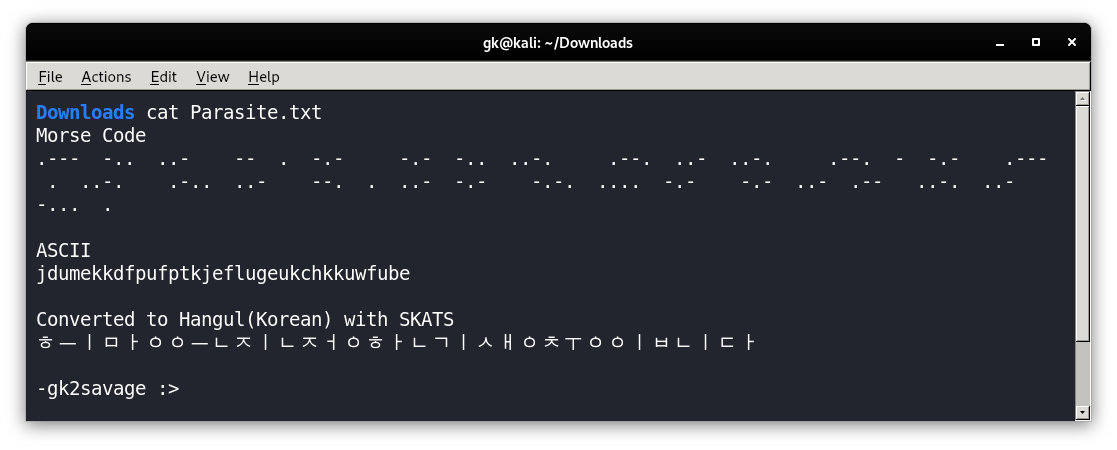 gk@kali: ~/Downloads
File Actions Edit View Help
Downloads cat Parasite.txt
Morse Code
.---  -..  ..-    --  .  -.-     -.-  -..  ..-.     .--.  ..-  ..-.     .--.  -  -.-    .---
.  ..-.    .-..  ..-    --.  .  ..-  -.-    -.-.  ....  -.-    -.-  ..-  .--   ..-.  ..-
-...  .
ASCII
jdumekkdfpufptkjeflugeukchkkuwfube
Converted to Hangul(Korean) with SKATS
ㅎㅡㅣㅁㅏㅇㅇㅡㄴㅈㅣㄴㅈㅓㅇㅎㅏㄴㄱㅣㅅㅐㅇㅊㅜㅇㅇㅣㅂㄴㅣㄷㅏ
-gk2savage :>